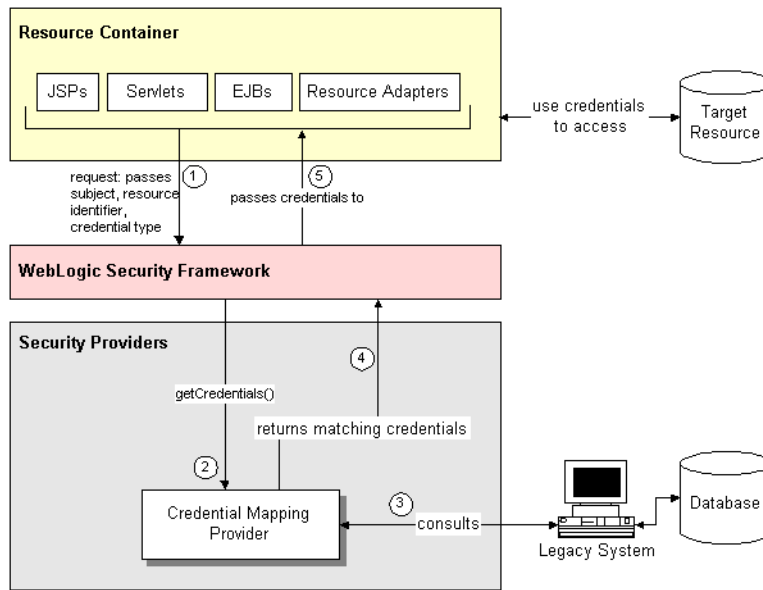 Resource Container
JSPs
Servlets
EJBs
Resource Adapters
use credentials
to access
Target
Resource
1
request: passes
subject, resource
identifier,
credential type
5
passes credentials to
WebLogic Security Framework
Security Providers
4
getCredentials()
returns matching credentials
2
Credential Mapping
Provider
3
consults
Legacy System
Database